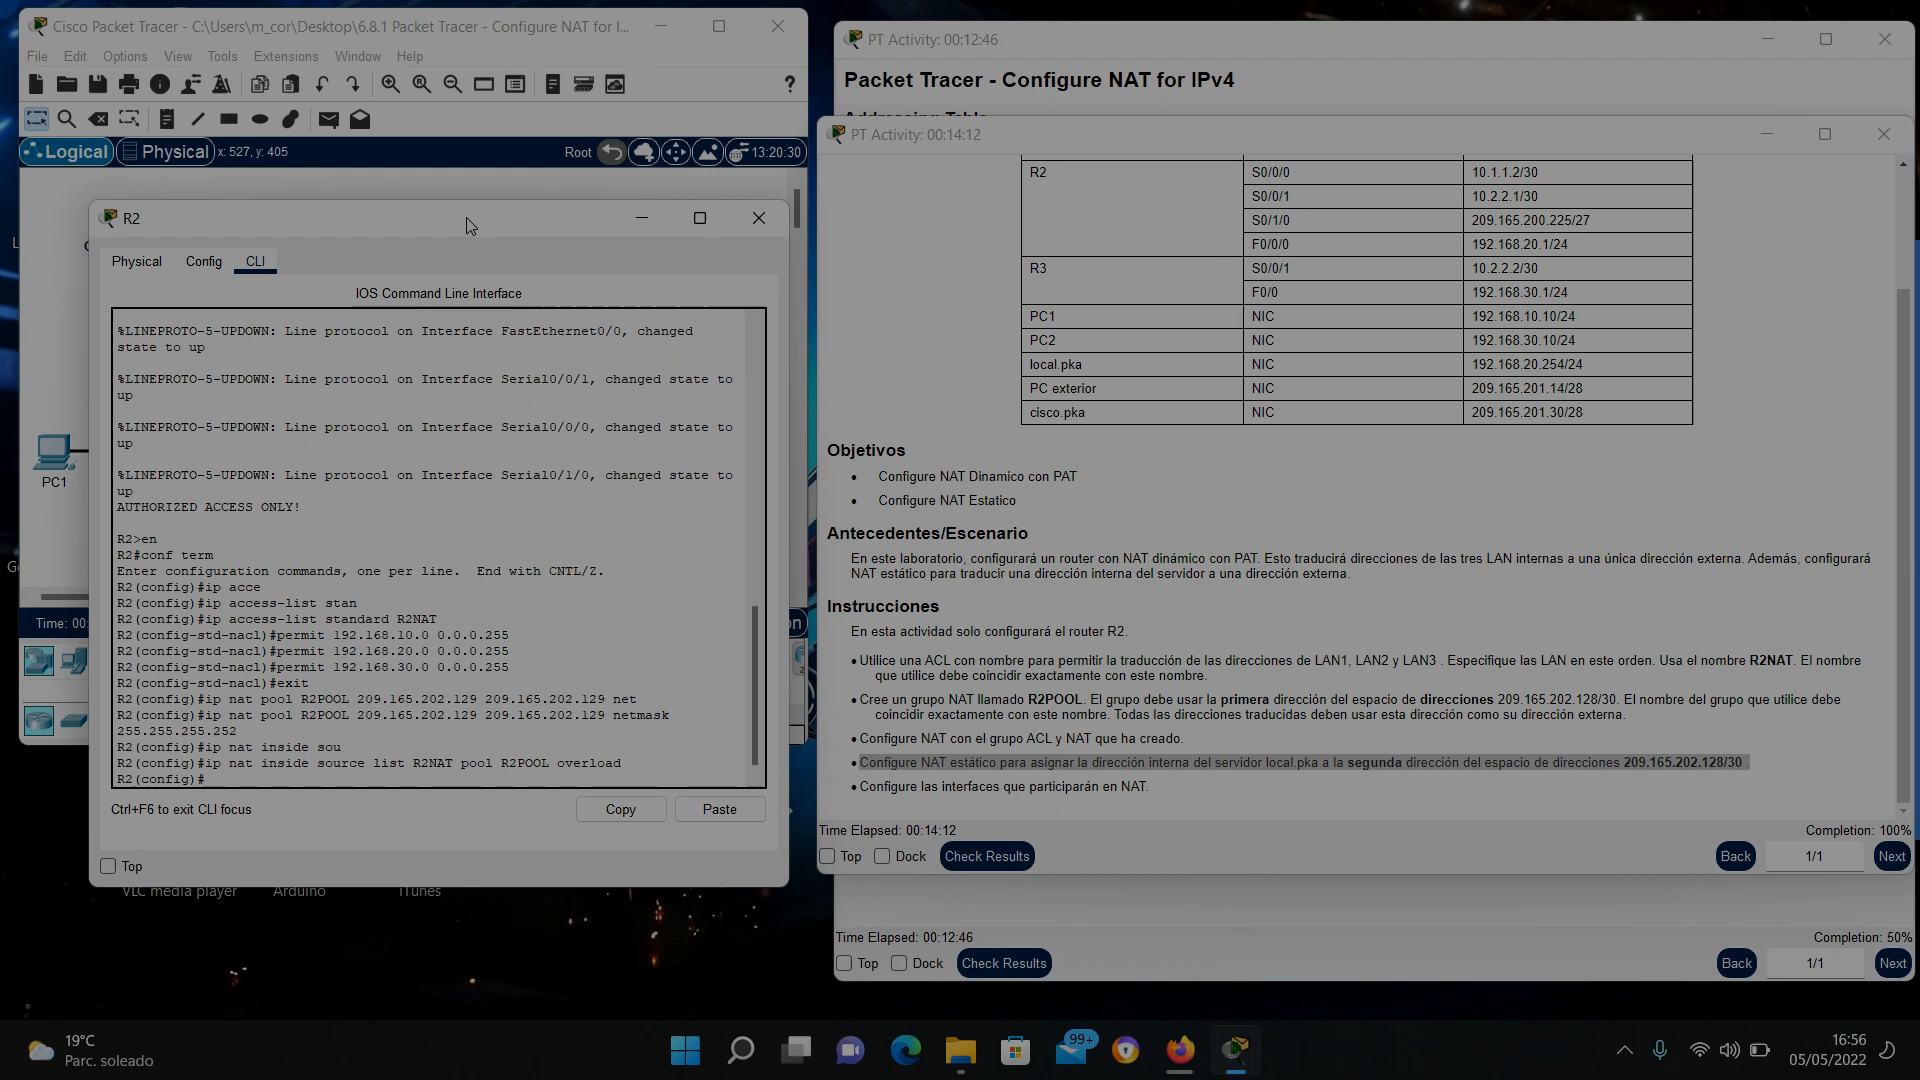 Cisco Packet Tracer - C:\Users\m_cor\Desktop\6.8.1 Packet Tracer - Configure NAT for I...
File Edit Options View Tools Extensions Window Help
Logical Physical x: 527, y: 405 Root 13:20:30
PC1
Time: 00:
R2
Physical Config CLI
IOS Command Line Interface
%LINEPROTO-5-UPDOWN: Line protocol on Interface FastEthernet0/0, changed
state to up
%LINEPROTO-5-UPDOWN: Line protocol on Interface Serial0/0/1, changed state to
up
%LINEPROTO-5-UPDOWN: Line protocol on Interface Serial0/0/0, changed state to
up
%LINEPROTO-5-UPDOWN: Line protocol on Interface Serial0/1/0, changed state to
up
AUTHORIZED ACCESS ONLY!
R2>en
R2#conf term
Enter configuration commands, one per line.  End with CNTL/Z.
R2(config)#ip acce
R2(config)#ip access-list stan
R2(config)#ip access-list standard R2NAT
R2(config-std-nacl)#permit 192.168.10.0 0.0.0.255
R2(config-std-nacl)#permit 192.168.20.0 0.0.0.255
R2(config-std-nacl)#permit 192.168.30.0 0.0.0.255
R2(config-std-nacl)#exit
R2(config)#ip nat pool R2POOL 209.165.202.129 209.165.202.129 net
R2(config)#ip nat pool R2POOL 209.165.202.129 209.165.202.129 netmask
255.255.255.252
R2(config)#ip nat inside sou
R2(config)#ip nat inside source list R2NAT pool R2POOL overload
R2(config)#
Ctrl+F6 to exit CLI focus Copy Paste
Top
VLC media player Arduino iTunes
PT Activity: 00:12:46
Packet Tracer - Configure NAT for IPv4
Addressing Table
PT Activity: 00:14:12
R2 S0/0/0 10.1.1.2/30
S0/0/1 10.2.2.1/30
S0/1/0 209.165.200.225/27
F0/0/0 192.168.20.1/24
R3 S0/0/1 10.2.2.2/30
F0/0 192.168.30.1/24
PC1 NIC 192.168.10.10/24
PC2 NIC 192.168.30.10/24
local.pka NIC 192.168.20.254/24
PC exterior NIC 209.165.201.14/28
cisco.pka NIC 209.165.201.30/28
Objetivos
• Configure NAT Dinamico con PAT
• Configure NAT Estatico
Antecedentes/Escenario
En este laboratorio, configurará un router con NAT dinámico con PAT. Esto traducirá direcciones de las tres LAN internas a una única dirección externa. Además, configurará
NAT estático para traducir una dirección interna del servidor a una dirección externa.
Instrucciones
En esta actividad solo configurará el router R2.
• Utilice una ACL con nombre para permitir la traducción de las direcciones de LAN1, LAN2 y LAN3 . Especifique las LAN en este orden. Usa el nombre R2NAT. El nombre
que utilice debe coincidir exactamente con este nombre.
• Cree un grupo NAT llamado R2POOL. El grupo debe usar la primera dirección del espacio de direcciones 209.165.202.128/30. El nombre del grupo que utilice debe
coincidir exactamente con este nombre. Todas las direcciones traducidas deben usar esta dirección como su dirección externa.
• Configure NAT con el grupo ACL y NAT que ha creado.
• Configure NAT estático para asignar la dirección interna del servidor local.pka a la segunda dirección del espacio de direcciones 209.165.202.128/30 .
• Configure las interfaces que participarán en NAT.
Time Elapsed: 00:14:12 Completion: 100%
Top Dock Check Results Back 1/1 Next
Time Elapsed: 00:12:46 Completion: 50%
Top Dock Check Results Back 1/1 Next
19°C
Parc. soleado
99+
16:56
05/05/2022